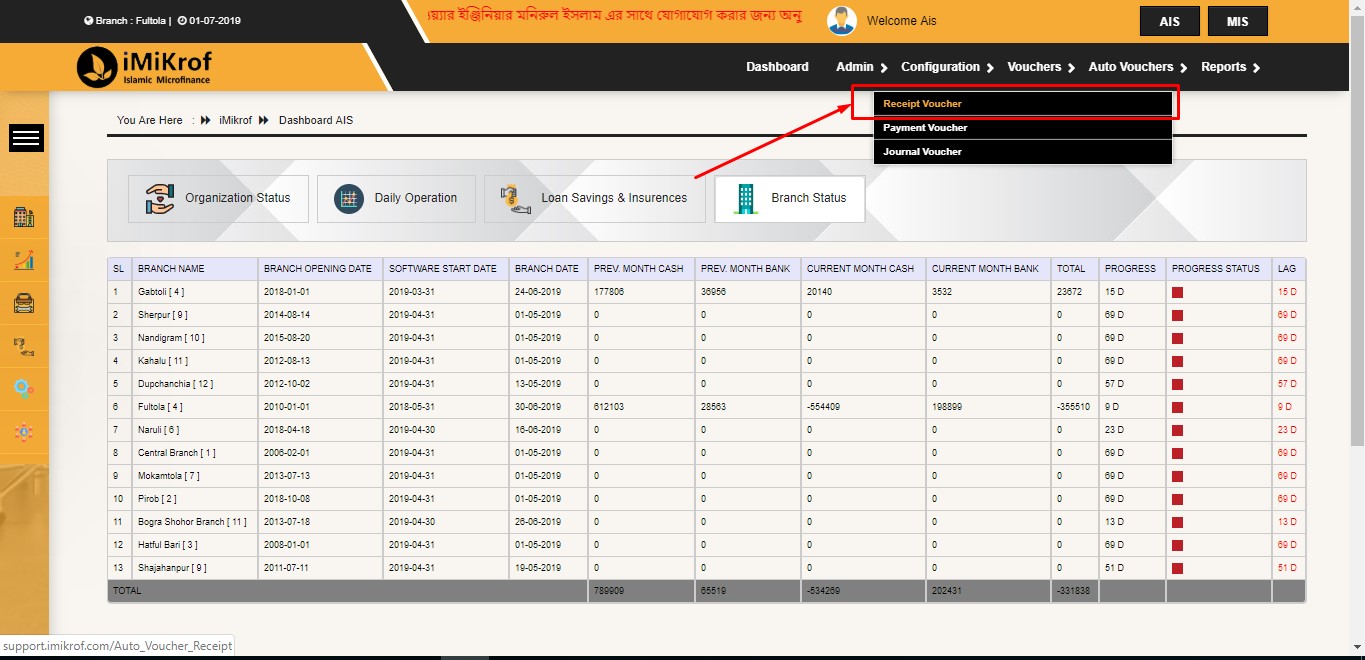 Branch : Fultola | 01-07-2019
ইঞ্জিনিয়ার মনিরুল ইসলাম এর সাথে যোগাযোগ করার জন্য
Welcome Ais
AIS
MIS
iMiKrof
Islamic Microfinance
Dashboard Admin Configuration Vouchers Auto Vouchers Reports
Receipt Voucher
Payment Voucher
Journal Voucher
You Are Here : iMikrof Dashboard AIS
Organization Status Daily Operation Loan Savings & Insurences Branch Status
SL BRANCH NAME BRANCH OPENING DATE SOFTWARE START DATE BRANCH DATE PREV. MONTH CASH PREV. MONTH BANK CURRENT MONTH CASH CURRENT MONTH BANK TOTAL PROGRESS PROGRESS STATUS LAG
1 Gabtoli [ 4 ] 2018-01-01 2019-03-31 24-06-2019 177806 36956 20140 3532 23672 15 D 15 D
2 Sherpur [ 9 ] 2014-08-14 2019-04-31 01-05-2019 0 0 0 0 0 69 D 69 D
3 Nandigram [ 10 ] 2015-08-20 2019-04-31 01-05-2019 0 0 0 0 0 69 D 69 D
4 Kahalu [ 11 ] 2012-08-13 2019-04-31 01-05-2019 0 0 0 0 0 69 D 69 D
5 Dupchanchia [ 12 ] 2012-10-02 2019-04-31 13-05-2019 0 0 0 0 0 57 D 57 D
6 Fultola [ 4 ] 2010-01-01 2018-05-31 30-06-2019 612103 28563 -554409 198899 -355510 9 D 9 D
7 Naruli [ 6 ] 2018-04-18 2019-04-30 16-06-2019 0 0 0 0 0 23 D 23 D
8 Central Branch [ 1 ] 2006-02-01 2019-04-31 01-05-2019 0 0 0 0 0 69 D 69 D
9 Mokamtola [ 7 ] 2013-07-13 2019-04-31 01-05-2019 0 0 0 0 0 69 D 69 D
10 Pirob [ 2 ] 2018-10-08 2019-04-31 01-05-2019 0 0 0 0 0 69 D 69 D
11 Bogra Shohor Branch [ 11 ] 2013-07-18 2019-04-30 26-06-2019 0 0 0 0 0 13 D 13 D
12 Hatful Bari [ 3 ] 2008-01-01 2019-04-31 01-05-2019 0 0 0 0 0 69 D 69 D
13 Shajahanpur [ 9 ] 2011-07-11 2019-04-31 19-05-2019 0 0 0 0 0 51 D 51 D
TOTAL 789909 65519 -534269 202431 -331838
support.imikrof.com/Auto_Voucher_Receipt